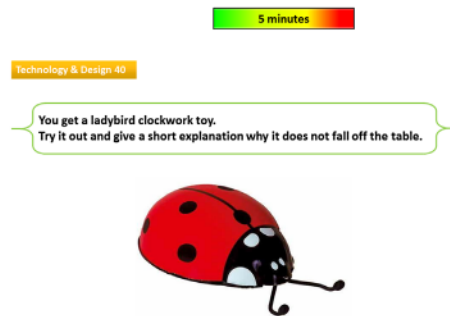 5 minutes
Technology & Design 40
You get a ladybird clockwork toy.
Try it out and give a short explanation why it does not fall off the table.